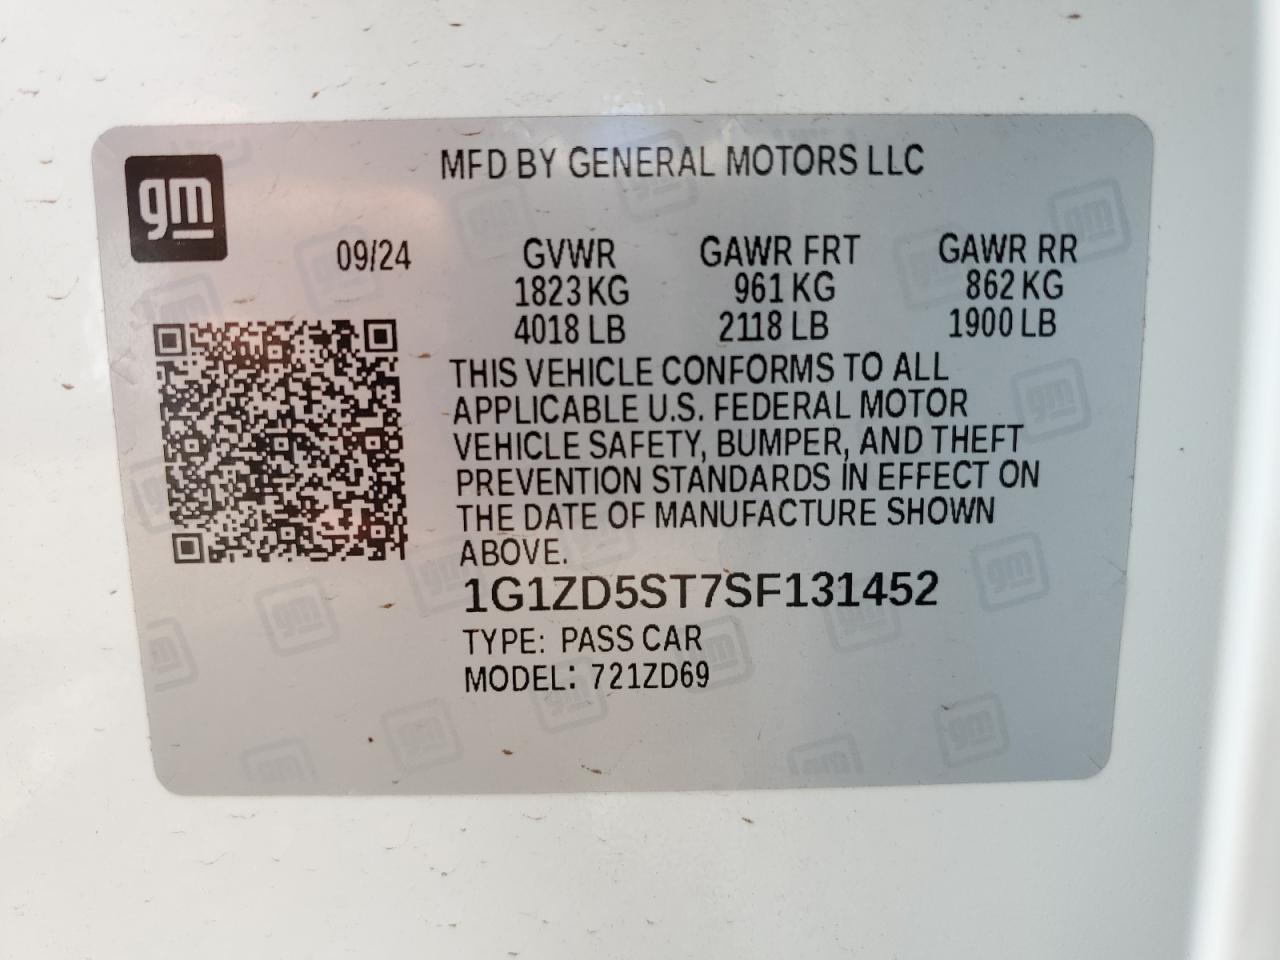 gm
MFD BY GENERAL MOTORS LLC
09/24 GVWR GAWR FRT GAWR RR
1823 KG 961 KG 862 KG
4018 LB 2118 LB 1900 LB
THIS VEHICLE CONFORMS TO ALL
APPLICABLE U.S. FEDERAL MOTOR
VEHICLE SAFETY, BUMPER, AND THEFT
PREVENTION STANDARDS IN EFFECT ON
THE DATE OF MANUFACTURE SHOWN
ABOVE.
1G1ZD5ST7SF131452
TYPE: PASS CAR
MODEL: 721ZD69